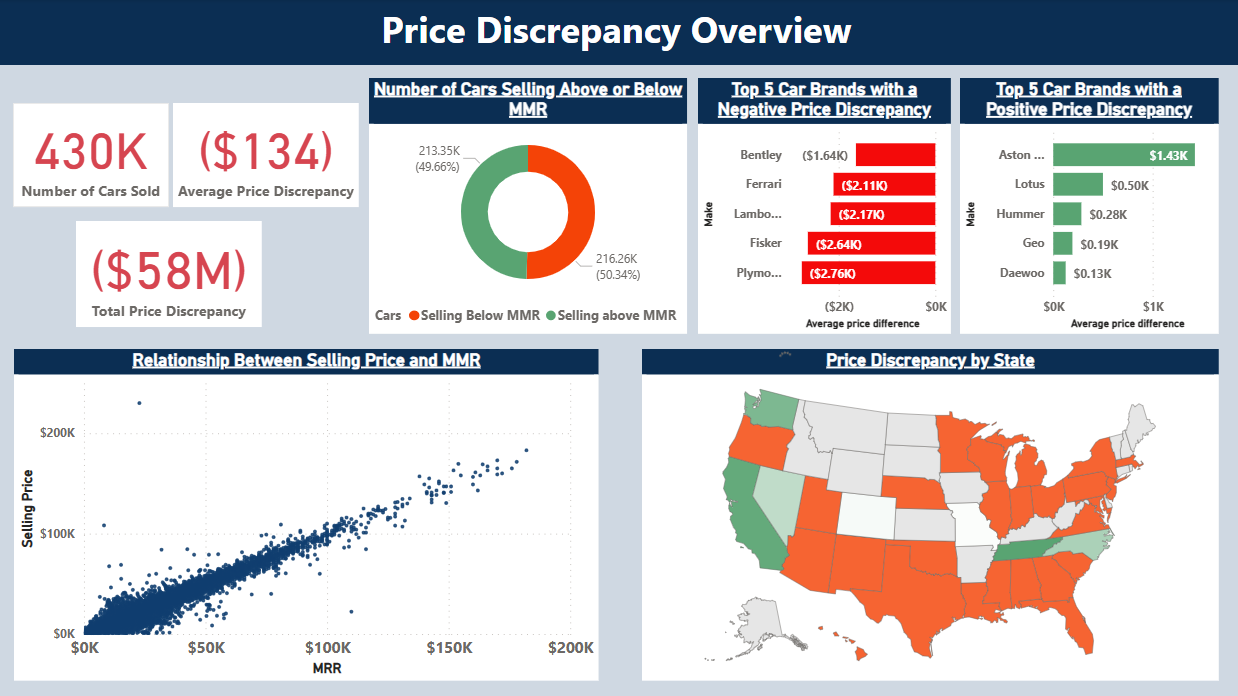 Price Discrepancy Overview
430K
Number of Cars Sold
($134)
Average Price Discrepancy
($58M)
Total Price Discrepancy
Number of Cars Selling Above or Below
MMR
213.35K
(49.66%)
216.26K
(50.34%)
Cars Selling Below MMR Selling above MMR
Top 5 Car Brands with a
Negative Price Discrepancy
Make
Bentley ($1.64K)
Ferrari ($2.11K)
Lambo... ($2.17K)
Fisker ($2.64K)
Plymo... ($2.76K)
($2K) $0K
Average price difference
Top 5 Car Brands with a
Positive Price Discrepancy
Make
Aston ... $1.43K
Lotus $0.50K
Hummer $0.28K
Geo $0.19K
Daewoo $0.13K
$0K $1K
Average price difference
Relationship Between Selling Price and MMR
Selling Price
$200K
$100K
$0K
$0K $50K $100K $150K $200K
MRR
Price Discrepancy by State